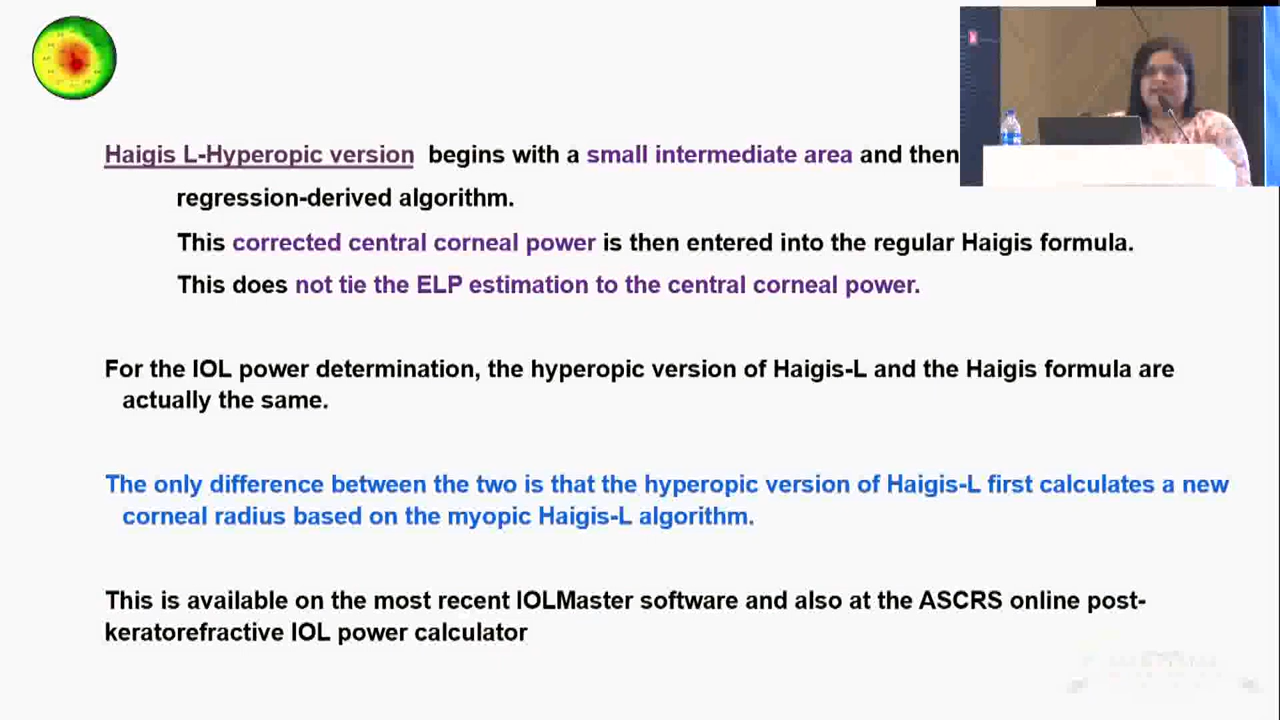 Haigis L-Hyperopic version begins with a small intermediate area and then
regression-derived algorithm.
This corrected central corneal power is then entered into the regular Haigis formula.
This does not tie the ELP estimation to the central corneal power.
For the IOL power determination, the hyperopic version of Haigis-L and the Haigis formula are
actually the same.
The only difference between the two is that the hyperopic version of Haigis-L first calculates a new
corneal radius based on the myopic Haigis-L algorithm.
This is available on the most recent IOLMaster software and also at the ASCRS online post-
keratorefractive IOL power calculator